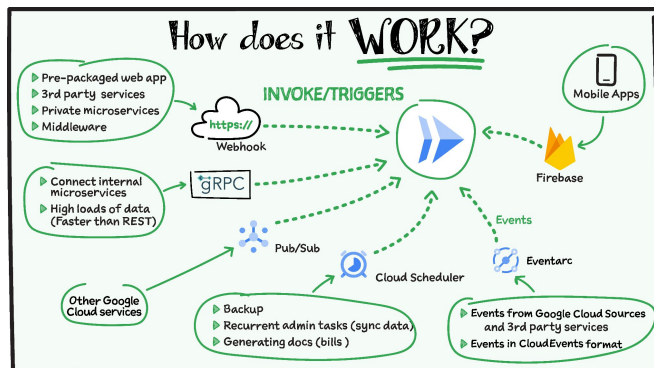 How does it WORK?
Pre-packaged web app
3rd party services
Private microservices
Middleware
INVOKE/TRIGGERS
https://
Webhook
Mobile Apps
Firebase
Connect internal
microservices
High loads of data
(Faster than REST)
gRPC
Pub/Sub
Events
Eventarc
Cloud Scheduler
Other Google
Cloud services
Backup
Recurrent admin tasks (sync data)
Generating docs (bills )
Events from Google Cloud Sources
and 3rd party services
Events in CloudEvents format